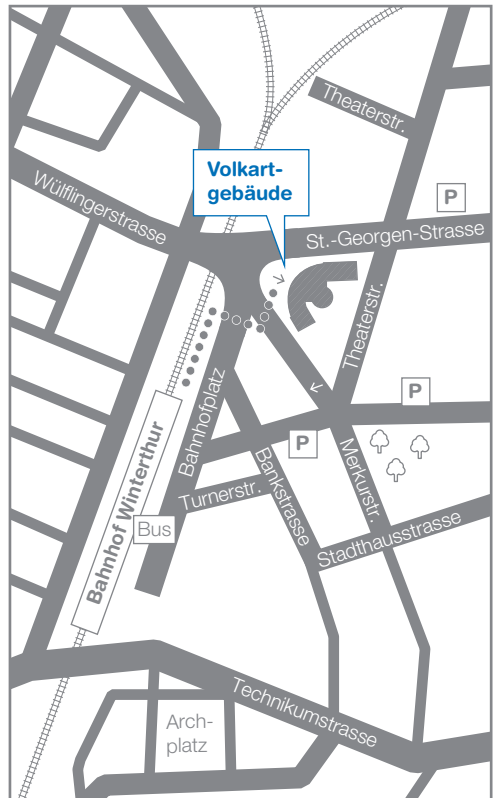 Theaterstr.
Volkart-
gebäude
Wülflingerstrasse
P
St.-Georgen-Strasse
Theaterstr.
Bahnhofplatz
P
P
Bahnhof Winterthur
Bankstrasse
Merkurstr.
Turnerstr.
Bus
Stadthausstrasse
Technikumstrasse
Arch-
platz